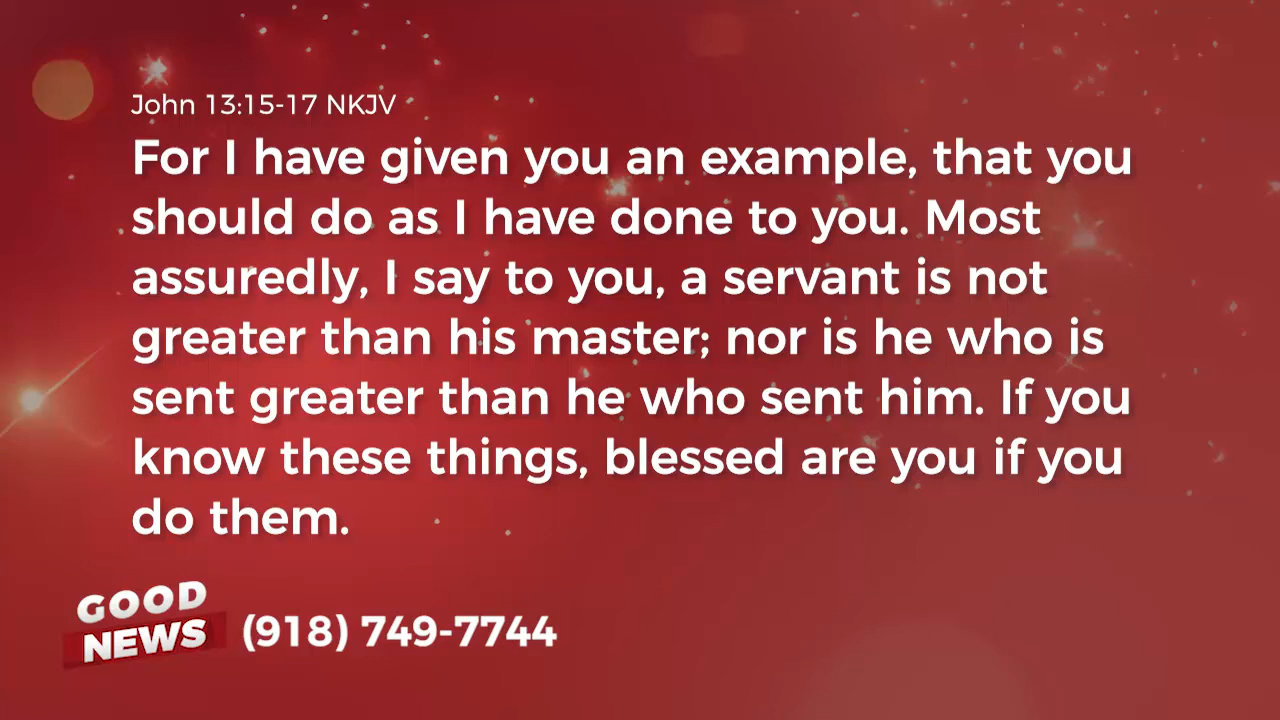 John 13:15-17 NKJV
For I have given you an example, that you
should do as I have done to you. Most
assuredly, I say to you, a servant is not
greater than his master; nor is he who is
sent greater than he who sent him. If you
know these things, blessed are you if you
do them.
GOOD
NEWS
(918) 749-7744